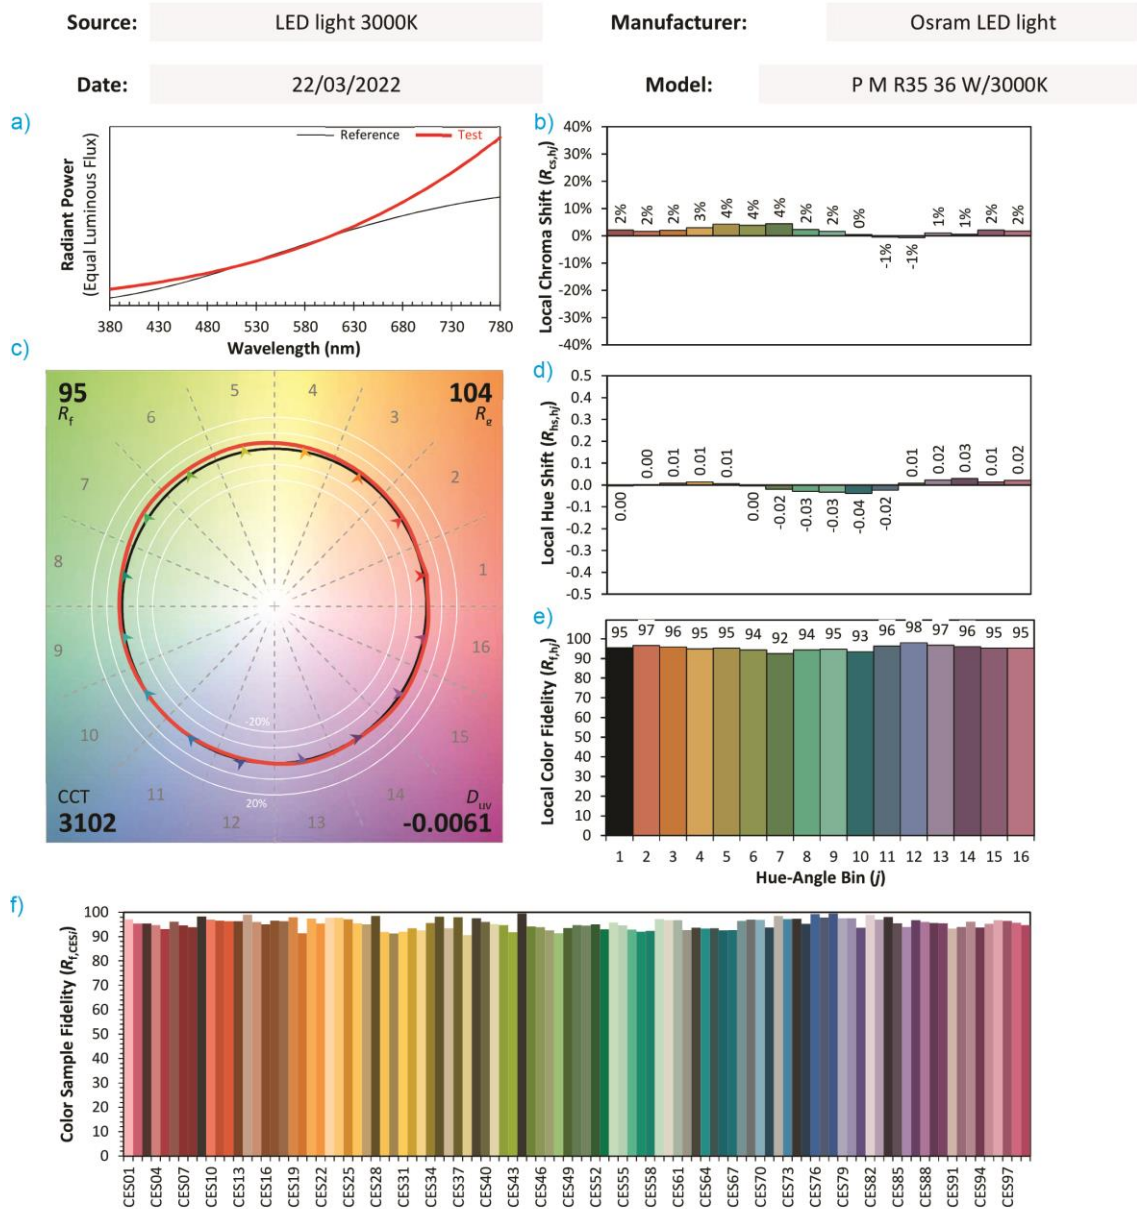 Source: LED light 3000K Manufacturer: Osram LED light
Date: 22/03/2022 Model: P M R35 36 W/3000K
a)
Radiant Power
(Equal Luminous Flux)
Reference Test
380 430 480 530 580 630 680 730 780
Wavelength (nm)
b)
Local Chroma Shift (Rcs,hj)
40%
30%
20%
10%
0%
-10%
-20%
-30%
-40%
2% 2% 2% 3% 4% 4% 4% 2% 2% 0% -1% -1% 1% 1% 2% 2%
c)
95
Rf
104
Rg
5 4
6 3
7 2
8 1
9 16
10 15
11 14
12 13
-20%
20%
CCT
3102
Duv
-0.0061
d)
Local Hue Shift (Rhs,hj)
0.5
0.4
0.3
0.2
0.1
0.0
-0.1
-0.2
-0.3
-0.4
-0.5
0.00 0.00 0.01 0.01 0.01 0.00 -0.02 -0.03 -0.03 -0.04 -0.02 0.01 0.02 0.03 0.01 0.02
e)
Local Color Fidelity (Rf,hj)
100
90
80
70
60
50
40
30
20
10
0
95 97 96 95 95 94 92 94 95 93 96 98 97 96 95 95
1 2 3 4 5 6 7 8 9 10 11 12 13 14 15 16
Hue-Angle Bin (j)
f)
Color Sample Fidelity (Rf,CESi)
100
90
80
70
60
50
40
30
20
10
0
CES01 CES04 CES07 CES10 CES13 CES16 CES19 CES22 CES25 CES28 CES31 CES34 CES37 CES40 CES43 CES46 CES49 CES52 CES55 CES58 CES61 CES64 CES67 CES70 CES73 CES76 CES79 CES82 CES85 CES88 CES91 CES94 CES97